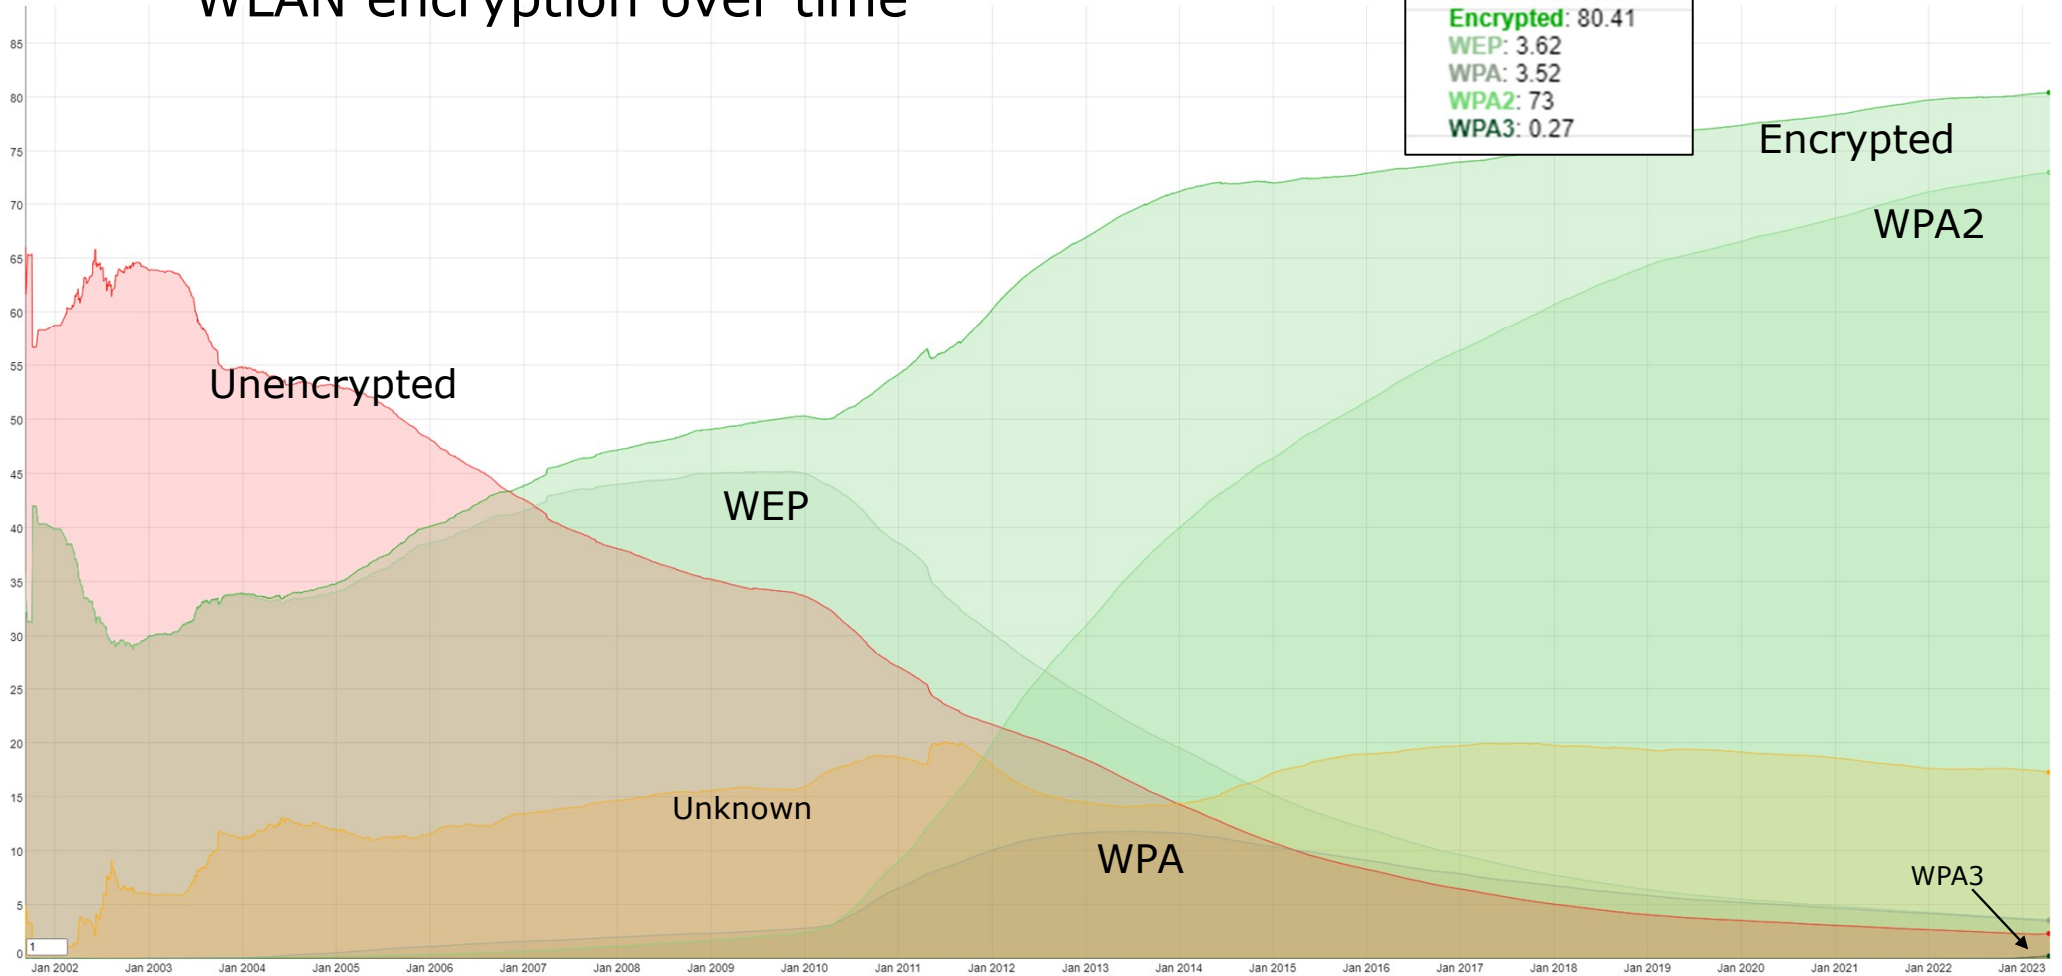 WLAN encryption over time
Encrypted: 80.41
WEP: 3.62
WPA: 3.52
WPA2: 73
WPA3: 0.27
85
80
75
70
65
60
55
50
45
40
35
30
25
20
15
10
5
0
Encrypted
WPA2
Unencrypted
WEP
Unknown
WPA
WPA3
1
Jan 2002
Jan 2003
Jan 2004
Jan 2005
Jan 2006
Jan 2007
Jan 2008
Jan 2009
Jan 2010
Jan 2011
Jan 2012
Jan 2013
Jan 2014
Jan 2015
Jan 2016
Jan 2017
Jan 2018
Jan 2019
Jan 2020
Jan 2021
Jan 2022
Jan 2023